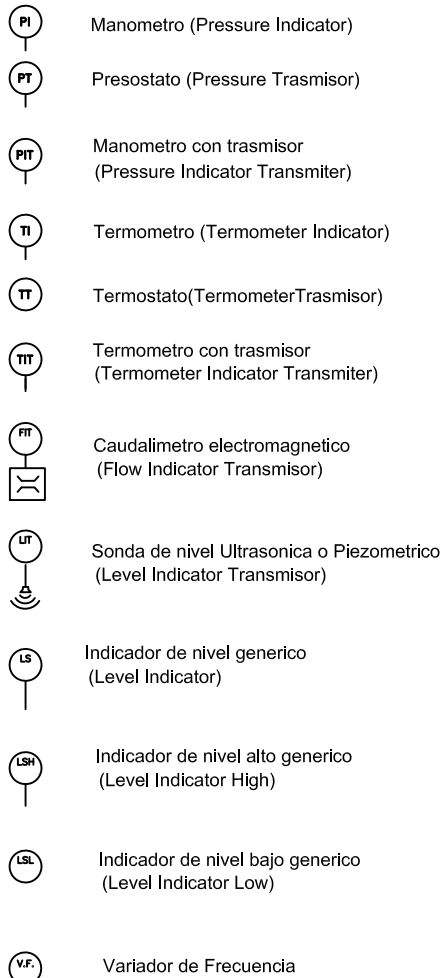 PI Manometro (Pressure Indicator)
PT Presostato (Pressure Trasmisor)
PIT Manometro con trasmisor
(Pressure Indicator Transmiter)
TI Termometro (Termometer Indicator)
TT Termostato(TermometerTrasmisor)
TIT Termometro con trasmisor
(Termometer Indicator Transmiter)
FIT Caudalimetro electromagnetico
(Flow Indicator Transmisor)
LIT Sonda de nivel Ultrasonica o Piezometrico
(Level Indicator Transmisor)
LS Indicador de nivel generico
(Level Indicator)
LSH Indicador de nivel alto generico
(Level Indicator High)
LSL Indicador de nivel bajo generico
(Level Indicator Low)
V.F. Variador de Frecuencia